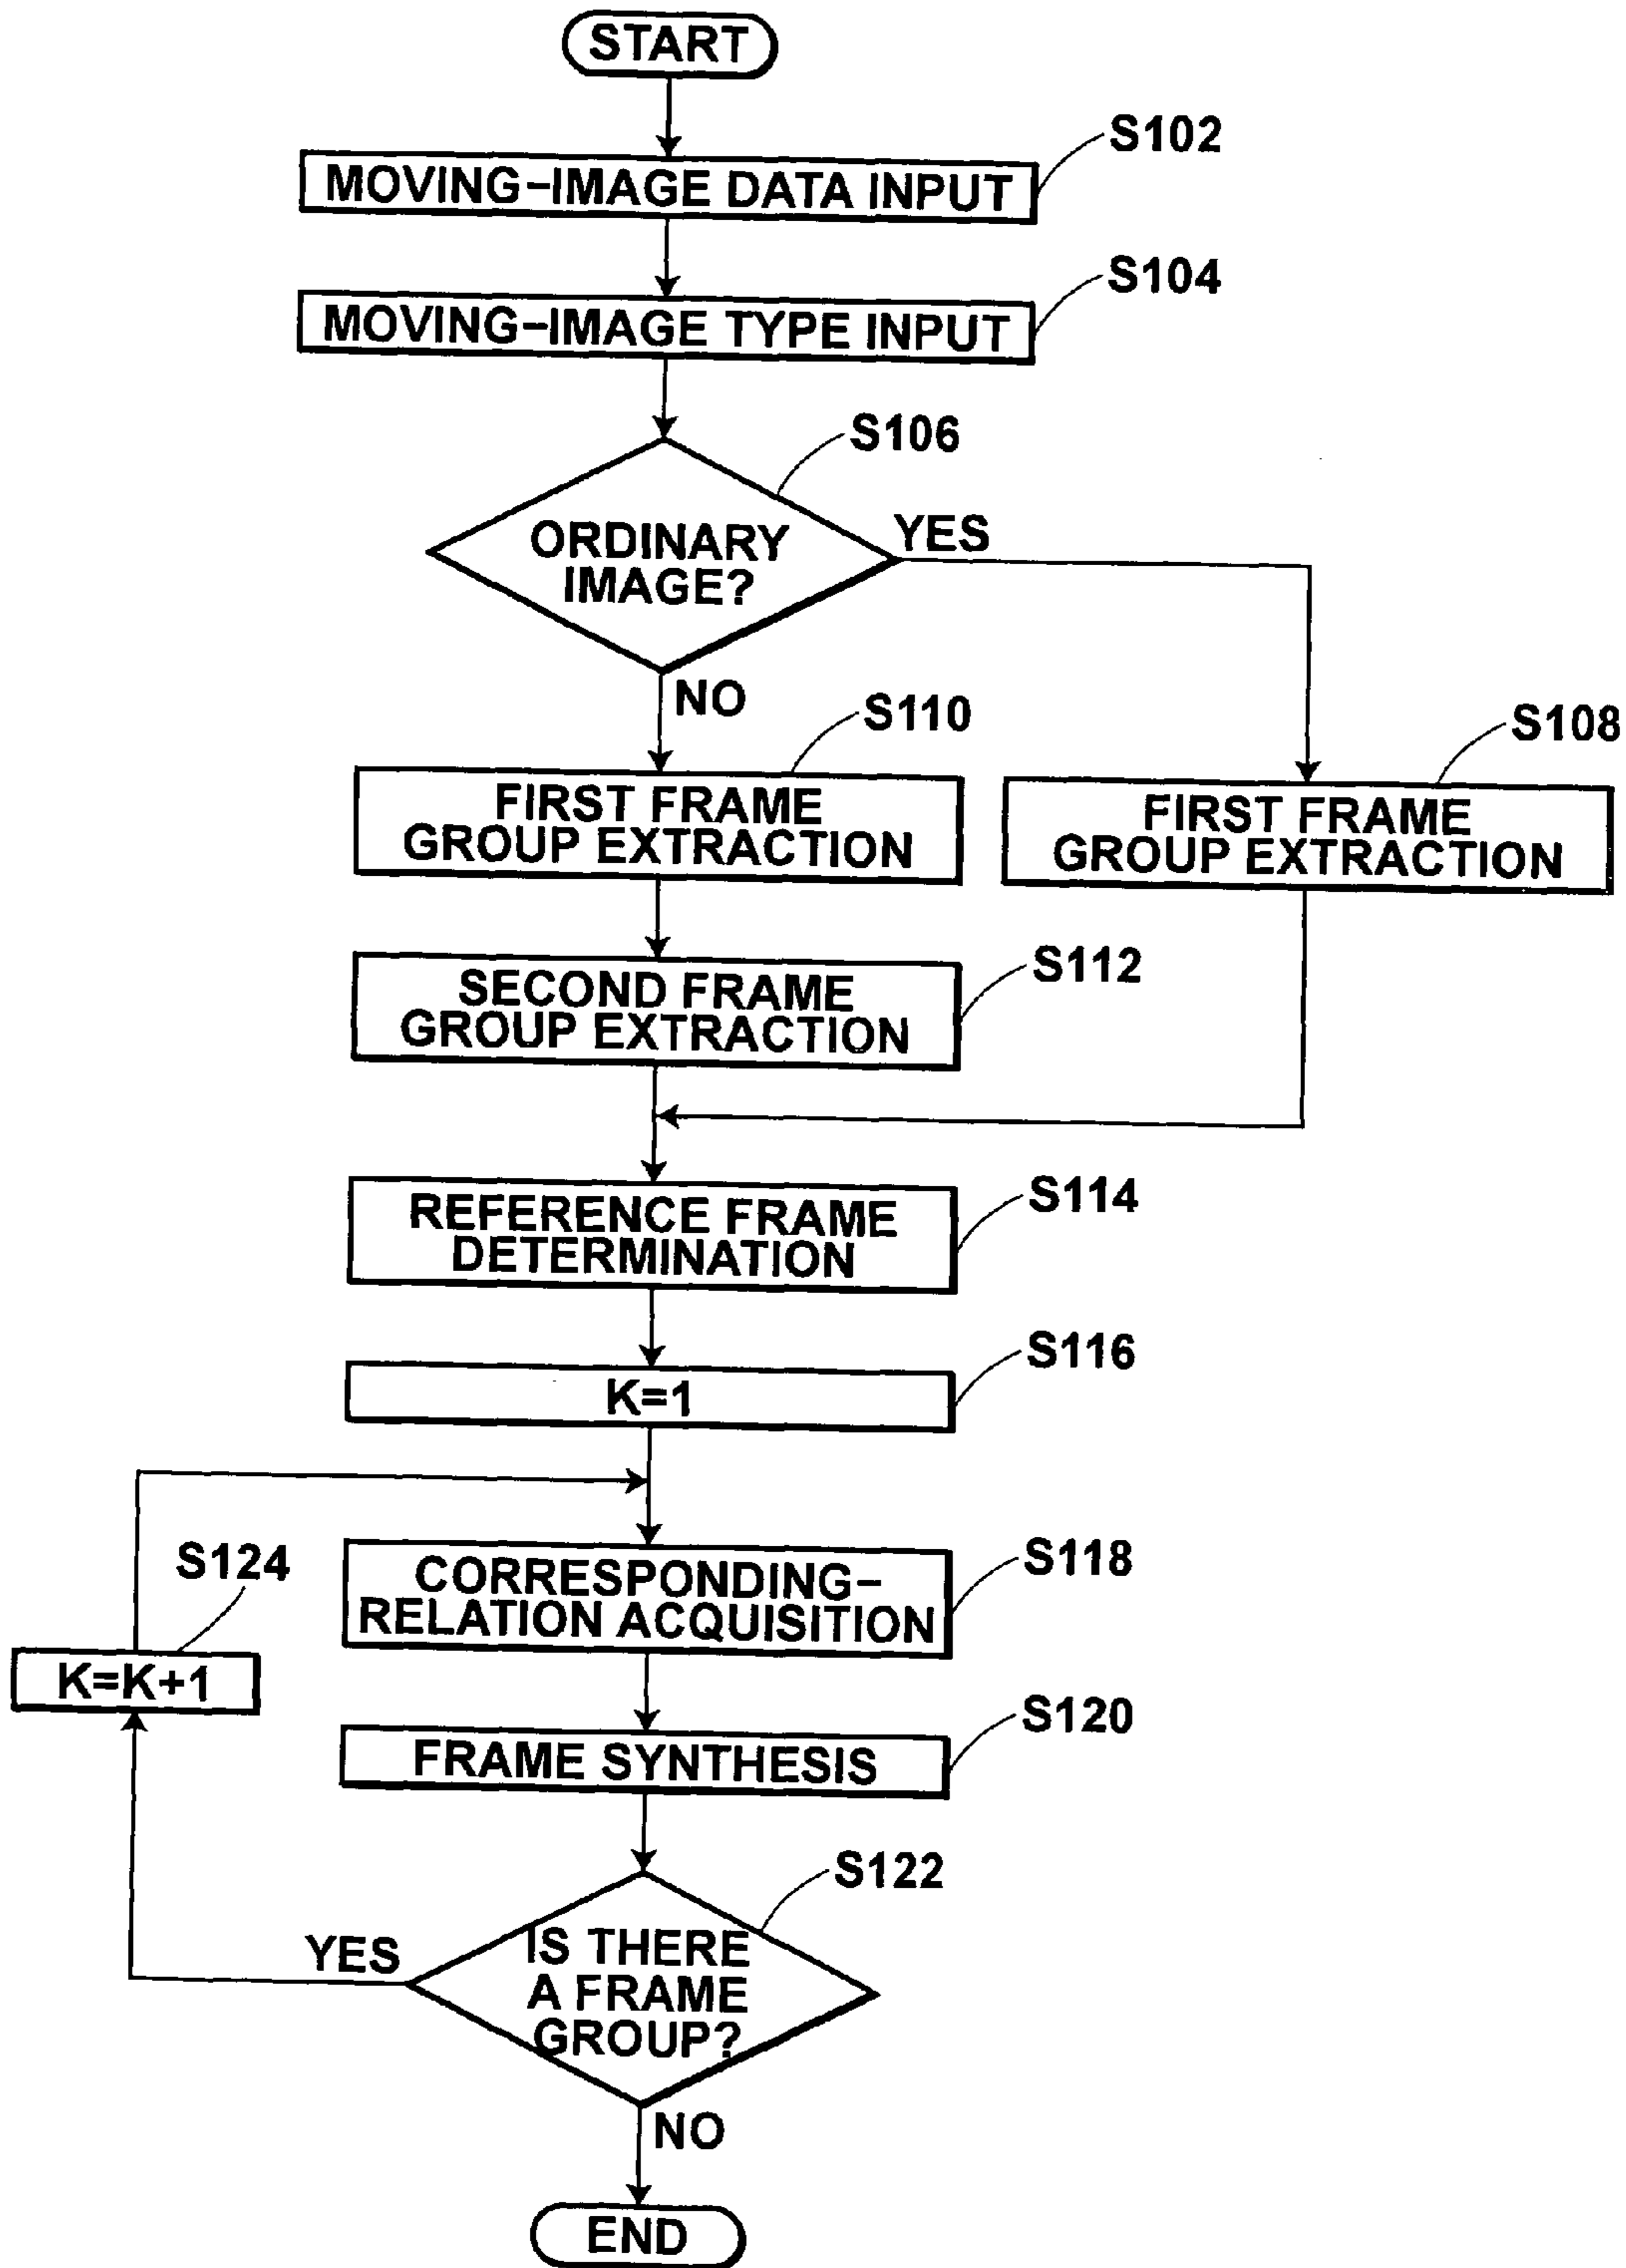 START
S102
MOVING-IMAGE DATA INPUT
S104
MOVING-IMAGE TYPE INPUT
S106
ORDINARY
IMAGE?
YES
NO
S110
FIRST FRAME
GROUP EXTRACTION
S108
FIRST FRAME
GROUP EXTRACTION
S112
SECOND FRAME
GROUP EXTRACTION
S114
REFERENCE FRAME
DETERMINATION
S116
K=1
S118
CORRESPONDING-
RELATION ACQUISITION
S124
K=K+1
S120
FRAME SYNTHESIS
S122
IS THERE
A FRAME
GROUP?
YES
NO
END